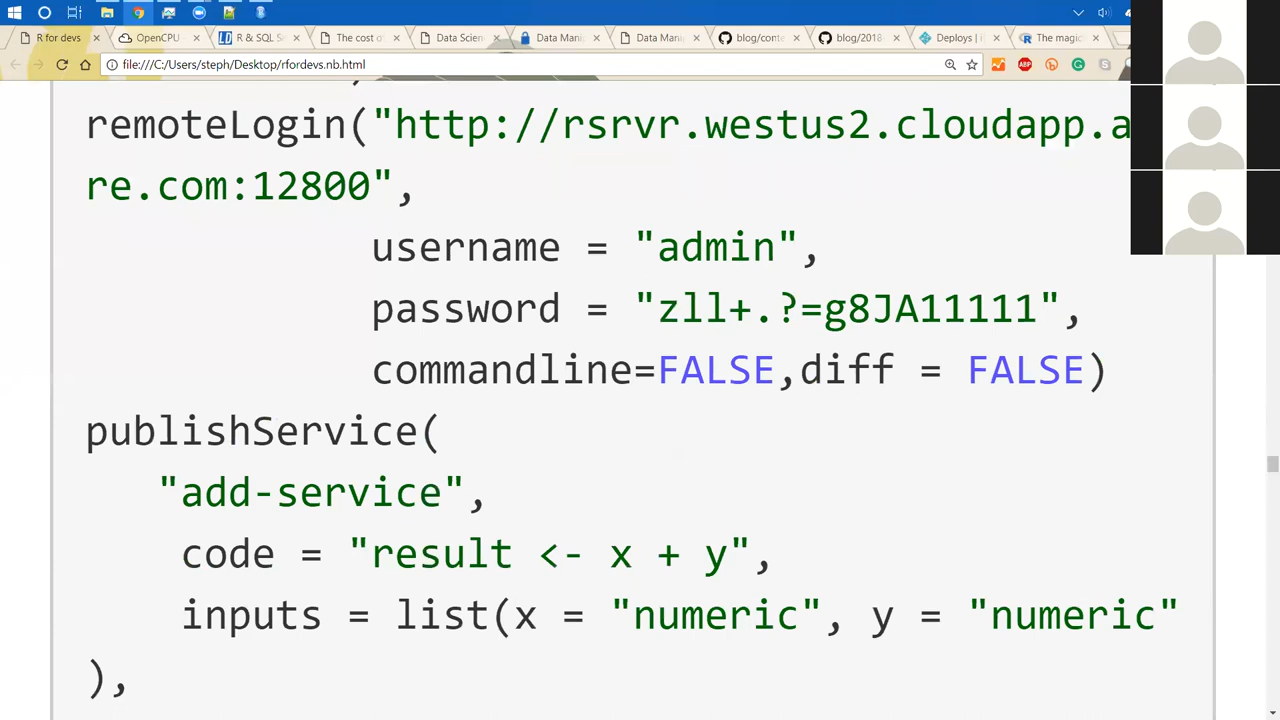 R for devs
OpenCPU
R & SQL Se
The cost o
Data Scien
Data Mani
Data Mani
blog/conte
blog/2018-
Deploys | 
The magic
file:///C:/Users/steph/Desktop/rfordevs.nb.html
remoteLogin("http://rsrvr.westus2.cloudapp.a
re.com:12800",
username = "admin",
password = "zll+.?=g8JA11111",
commandline=FALSE,diff = FALSE)
publishService(
"add-service",
code = "result <- x + y",
inputs = list(x = "numeric", y = "numeric"
),